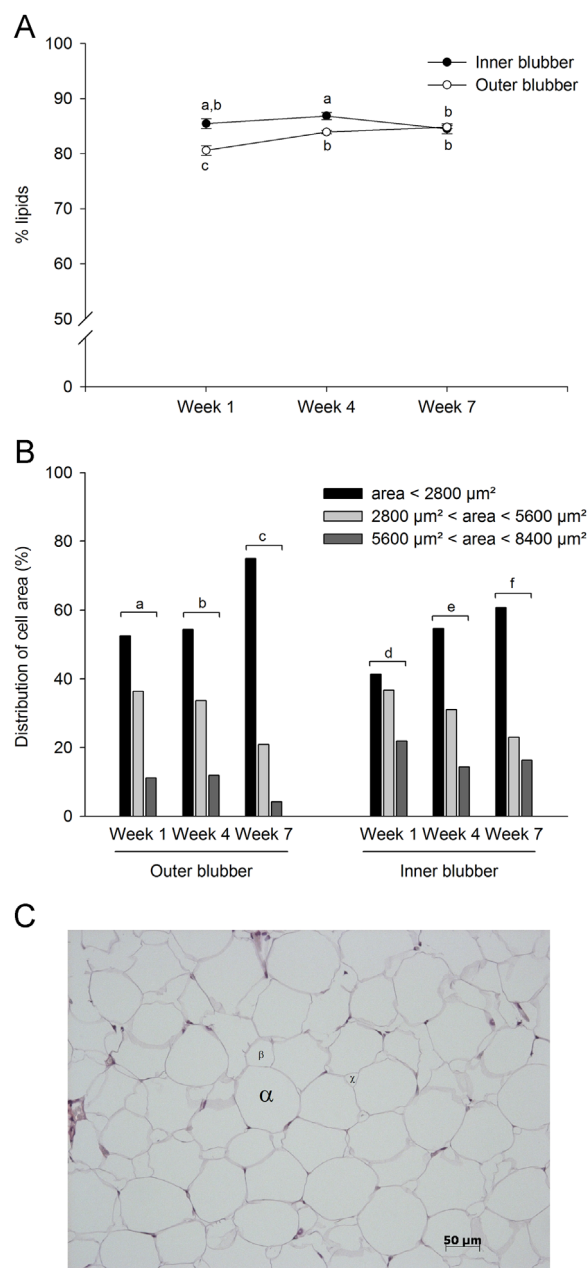 A
100
90
80
70
60
50
0
% lipids
Inner blubber
Outer blubber
a,b
a
b
c
b
b
Week 1 Week 4 Week 7
B
100
80
60
40
20
0
Distribution of cell area (%)
area < 2800 µm²
2800 µm² < area < 5600 µm²
5600 µm² < area < 8400 µm²
a
b
c
d
e
f
Week 1 Week 4 Week 7 Week 1 Week 4 Week 7
Outer blubber Inner blubber
C
β
χ
α
50 µm